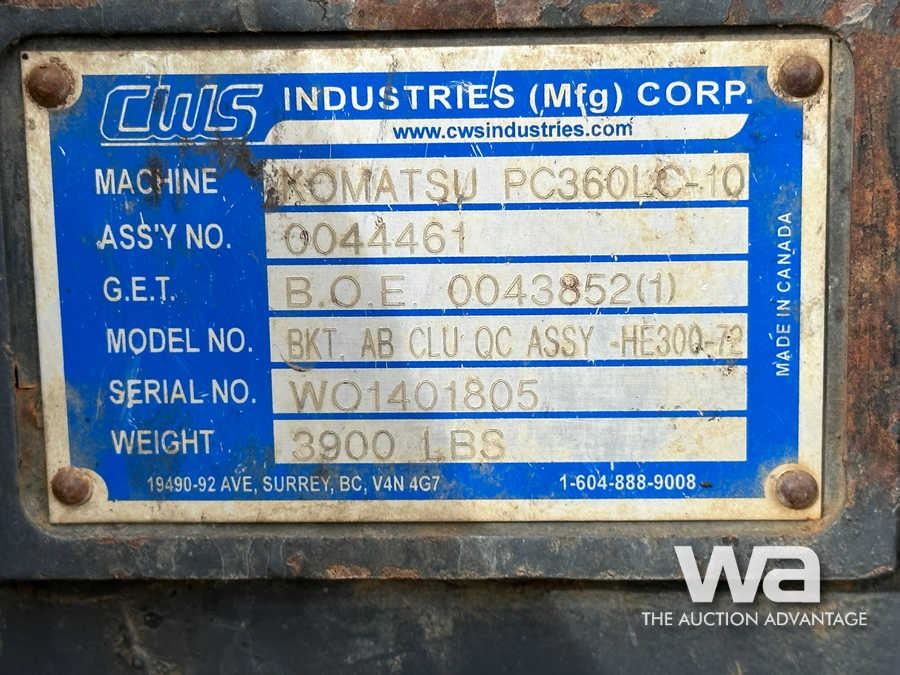 CWS INDUSTRIES (Mfg) CORP.
www.cwsindustries.com
MACHINE KOMATSU PC360LC-10
ASS'Y NO. 0044461
G.E.T. B.O.E. 0043852(1)
MODEL NO. BKT AB CLU QC ASSY -HE300-72
SERIAL NO. WO1401805
WEIGHT 3900 LBS
19490-92 AVE, SURREY, BC, V4N 4G7 1-604-888-9008
MADE IN CANADA
wa
THE AUCTION ADVANTAGE